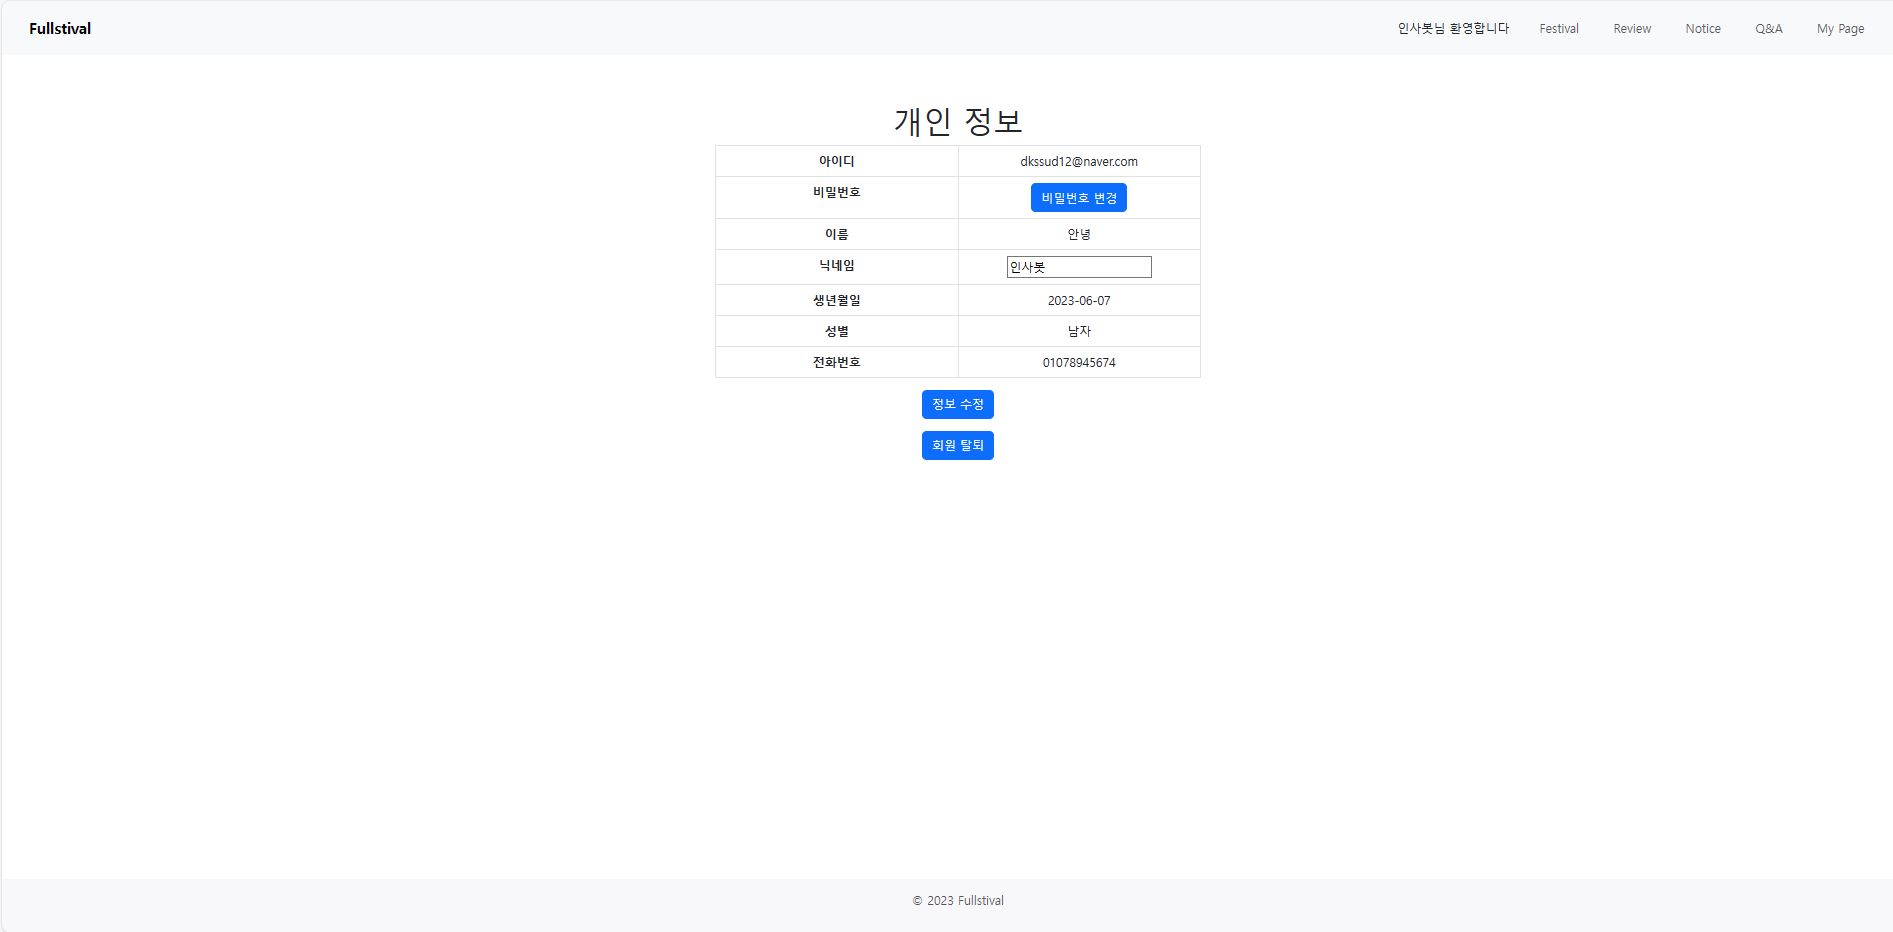 Fullstival 인사봇님 환영합니다 Festival Review Notice Q&A My Page
개인 정보
아이디 dkssud12@naver.com
비밀번호 비밀번호 변경
이름 안녕
닉네임 인사봇
생년월일 2023-06-07
성별 남자
전화번호 01078945674
정보 수정
회원 탈퇴
© 2023 Fullstival